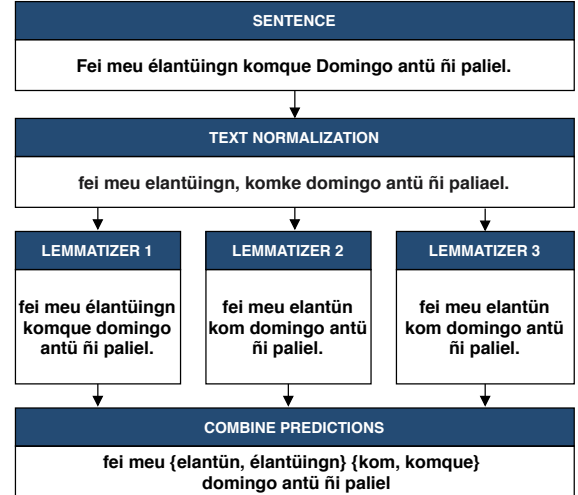 SENTENCE
Fei meu élantüingn komque Domingo antü ñi paliel.
TEXT NORMALIZATION
fei meu elantüingn, komke domingo antü ñi paliael.
LEMMATIZER 1
fei meu élantüingn
komque domingo
antü ñi paliel.
LEMMATIZER 2
fei meu elantün
kom domingo antü
ñi paliel.
LEMMATIZER 3
fei meu elantün
kom domingo antü
ñi paliel.
COMBINE PREDICTIONS
fei meu {elantün, élantüingn} {kom, komque}
domingo antü ñi paliel